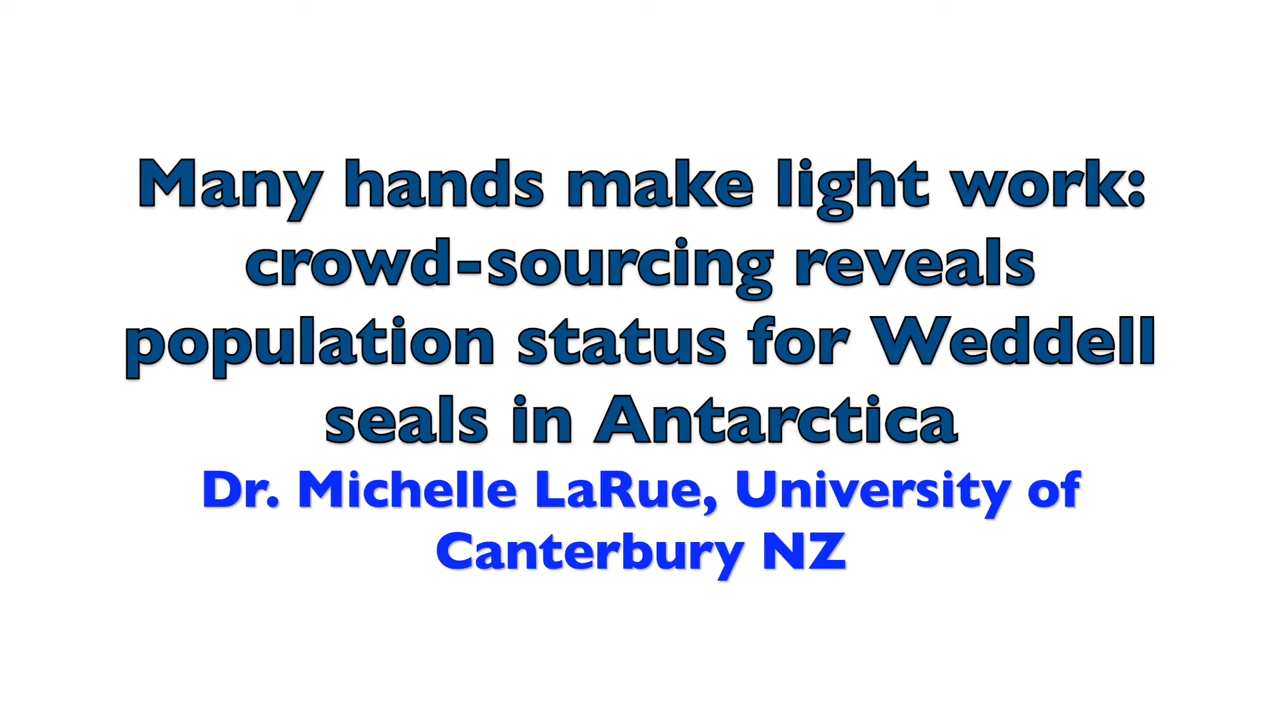 Many hands make light work:
crowd-sourcing reveals
population status for Weddell
seals in Antarctica
Dr. Michelle LaRue, University of
Canterbury NZ